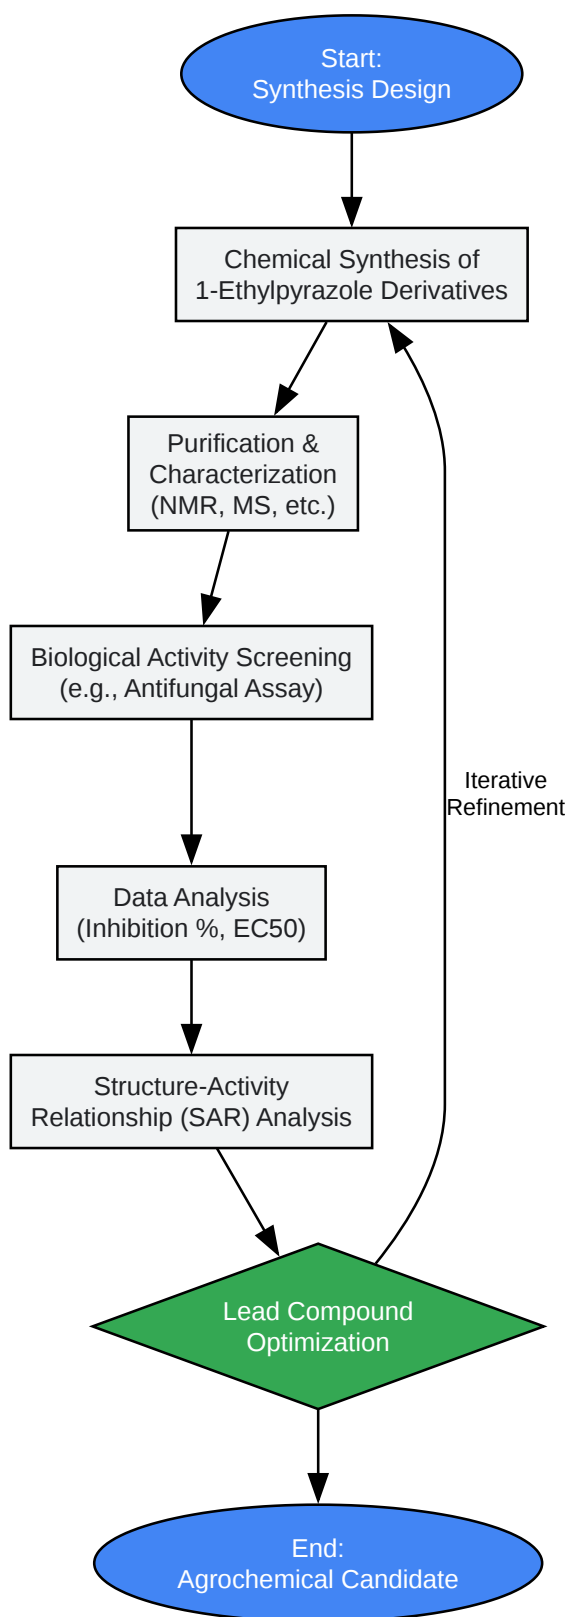 Start:
Synthesis Design
Chemical Synthesis of
1-Ethylpyrazole Derivatives
Purification &
Characterization
(NMR, MS, etc.)
Biological Activity Screening
(e.g., Antifungal Assay)
Iterative
Refinement
Data Analysis
(Inhibition %, EC50)
Structure-Activity
Relationship (SAR) Analysis
Lead Compound
Optimization
End:
Agrochemical Candidate